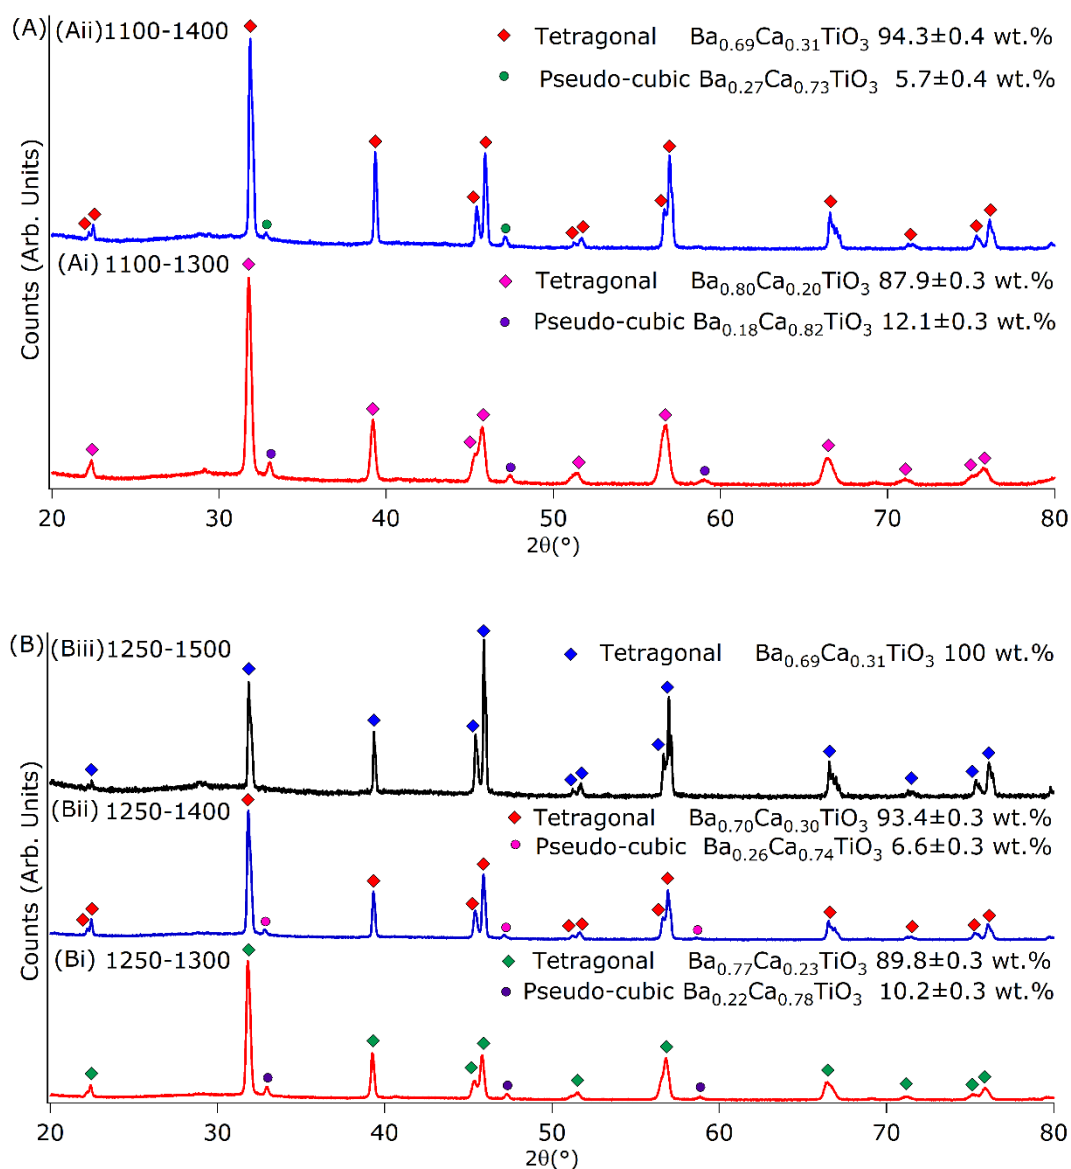 (A)
(Aii)1100-1400
Tetragonal Ba0.69Ca0.31TiO3 94.3±0.4 wt.%
Pseudo-cubic Ba0.27Ca0.73TiO3 5.7±0.4 wt.%
(Ai) 1100-1300
Tetragonal Ba0.80Ca0.20TiO3 87.9±0.3 wt.%
Pseudo-cubic Ba0.18Ca0.82TiO3 12.1±0.3 wt.%
Counts (Arb. Units)
20 30 40 50 60 70 80
2θ(°)
(B)
(Biii)1250-1500
Tetragonal Ba0.69Ca0.31TiO3 100 wt.%
(Bii) 1250-1400
Tetragonal Ba0.70Ca0.30TiO3 93.4±0.3 wt.%
Pseudo-cubic Ba0.26Ca0.74TiO3 6.6±0.3 wt.%
(Bi) 1250-1300
Tetragonal Ba0.77Ca0.23TiO3 89.8±0.3 wt.%
Pseudo-cubic Ba0.22Ca0.78TiO3 10.2±0.3 wt.%
Counts (Arb. Units)
20 30 40 50 60 70 80
2θ(°)